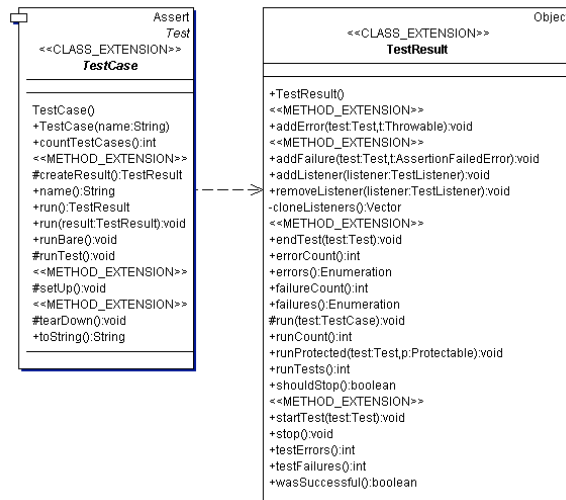 Assert
Test
<<CLASS_EXTENSION>>
TestCase
TestCase()
+TestCase(name:String)
+countTestCases():int
<<METHOD_EXTENSION>>
#createResult():TestResult
+name():String
+run():TestResult
+run(result:TestResult):void
+runBare():void
#runTest():void
<<METHOD_EXTENSION>>
#setUp():void
<<METHOD_EXTENSION>>
#tearDown():void
+toString():String
Object
<<CLASS_EXTENSION>>
TestResult
+TestResult()
<<METHOD_EXTENSION>>
+addError(test:Test,t:Throwable):void
<<METHOD_EXTENSION>>
+addFailure(test:Test,t:AssertionFailedError):void
+addListener(listener:TestListener):void
+removeListener(listener:TestListener):void
-cloneListeners():Vector
<<METHOD_EXTENSION>>
+endTest(test:Test):void
+errorCount():int
+errors():Enumeration
+failureCount():int
+failures():Enumeration
#run(test:TestCase):void
+runCount():int
+runProtected(test:Test,p:Protectable):void
+runTests():int
+shouldStop():boolean
<<METHOD_EXTENSION>>
+startTest(test:Test):void
+stop():void
+testErrors():int
+testFailures():int
+wasSuccessful():boolean